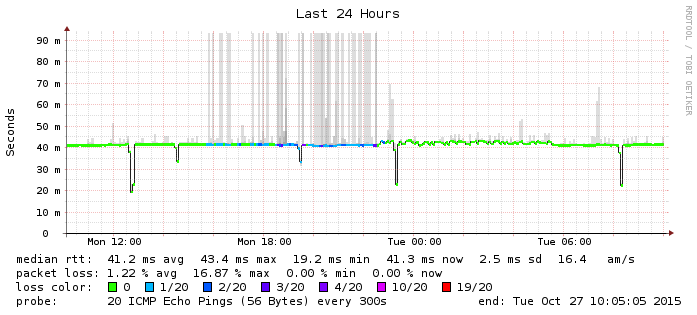 Last 24 Hours
RRDTOOL / TOBI OETIKER
Seconds
90 m
80 m
70 m
60 m
50 m
40 m
30 m
20 m
10 m
0
Mon 12:00 Mon 18:00 Tue 00:00 Tue 06:00
median rtt: 41.2 ms avg 43.4 ms max 19.2 ms min 41.3 ms now 2.5 ms sd 16.4 am/s
packet loss: 1.22 % avg 16.87 % max 0.00 % min 0.00 % now
loss color: 0 1/20 2/20 3/20 4/20 10/20 19/20
probe: 20 ICMP Echo Pings (56 Bytes) every 300s end: Tue Oct 27 10:05:05 2015